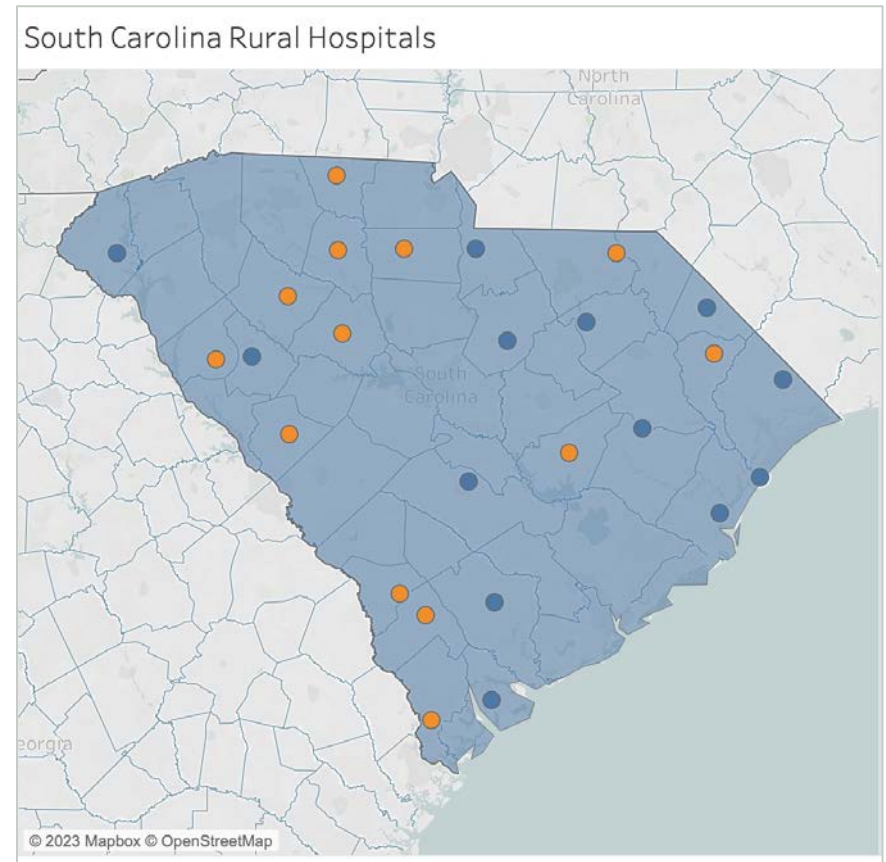 South Carolina Rural Hospitals
North
Carolina
South
Carolina
eorgia
© 2023 Mapbox © OpenStreetMap